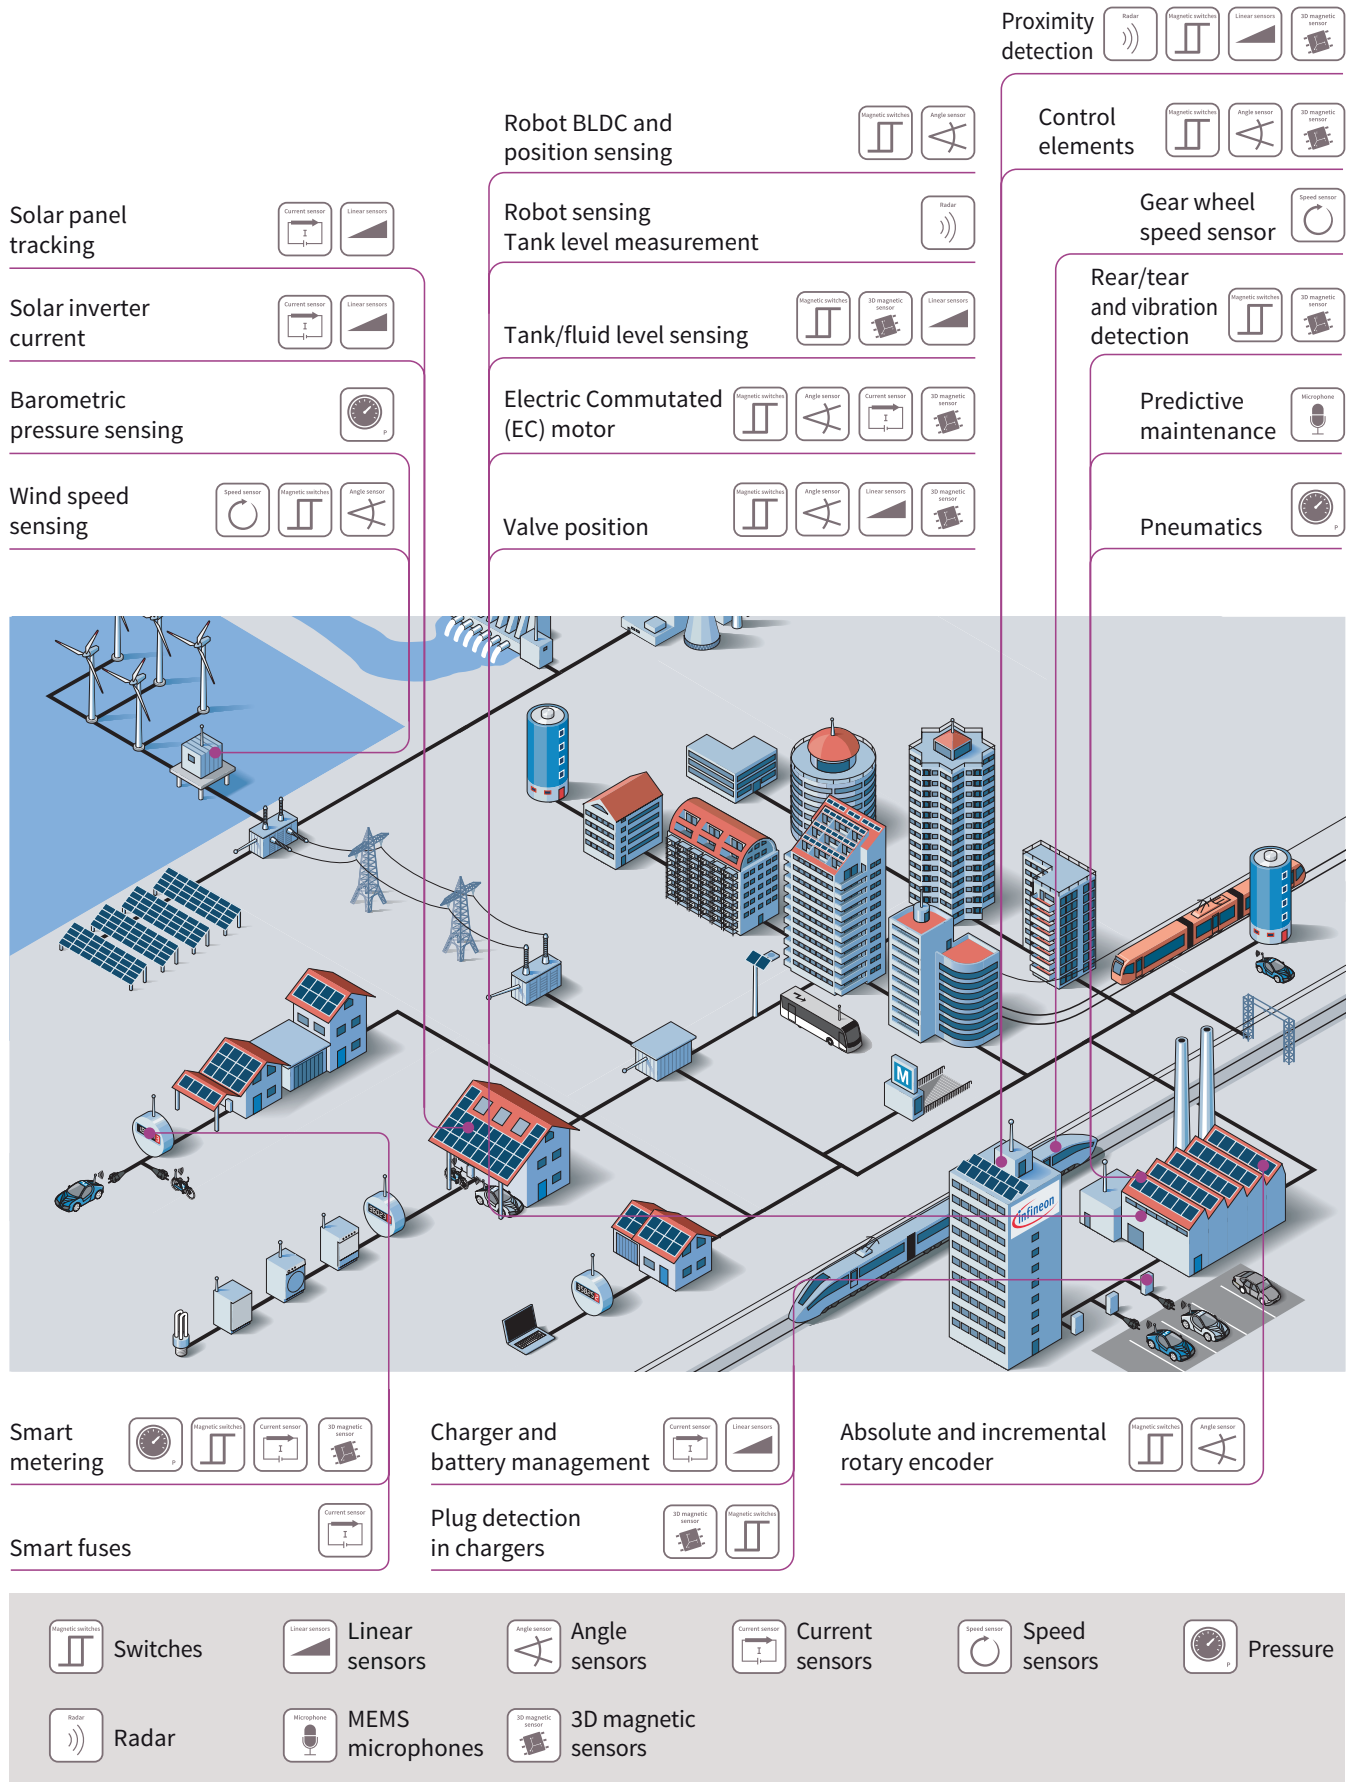 Proximity
detection
Radar
Magnetic switches
Linear sensors
3D magnetic
sensor
Robot BLDC and
position sensing
Magnetic switches
Angle sensor
Control
elements
Magnetic switches
Angle sensor
3D magnetic
sensor
Solar panel
tracking
Current sensor
I
Linear sensors
Robot sensing
Tank level measurement
Radar
Gear wheel
speed sensor
Speed sensor
Solar inverter
current
Current sensor
I
Linear sensors
Tank/fluid level sensing
Magnetic switches
3D magnetic
sensor
Linear sensors
Rear/tear
and vibration
detection
Magnetic switches
3D magnetic
sensor
Barometric
pressure sensing
P
Electric Commutated
(EC) motor
Magnetic switches
Angle sensor
Current sensor
I
3D magnetic
sensor
Predictive
maintenance
Microphone
Wind speed
sensing
Speed sensor
Magnetic switches
Angle sensor
Valve position
Magnetic switches
Angle sensor
Linear sensors
3D magnetic
sensor
Pneumatics
P
M
infineon
Smart
metering
P
Magnetic switches
Current sensor
I
3D magnetic
sensor
Charger and
battery management
Current sensor
I
Linear sensors
Absolute and incremental
rotary encoder
Magnetic switches
Angle sensor
Smart fuses
Current sensor
I
Plug detection
in chargers
3D magnetic
sensor
Magnetic switches
Magnetic switches
Switches
Linear sensors
Linear
sensors
Angle sensor
Angle
sensors
Current sensor
I
Current
sensors
Speed sensor
Speed
sensors
P
Pressure
Radar
Radar
Microphone
MEMS
microphones
3D magnetic
sensor
3D magnetic
sensors